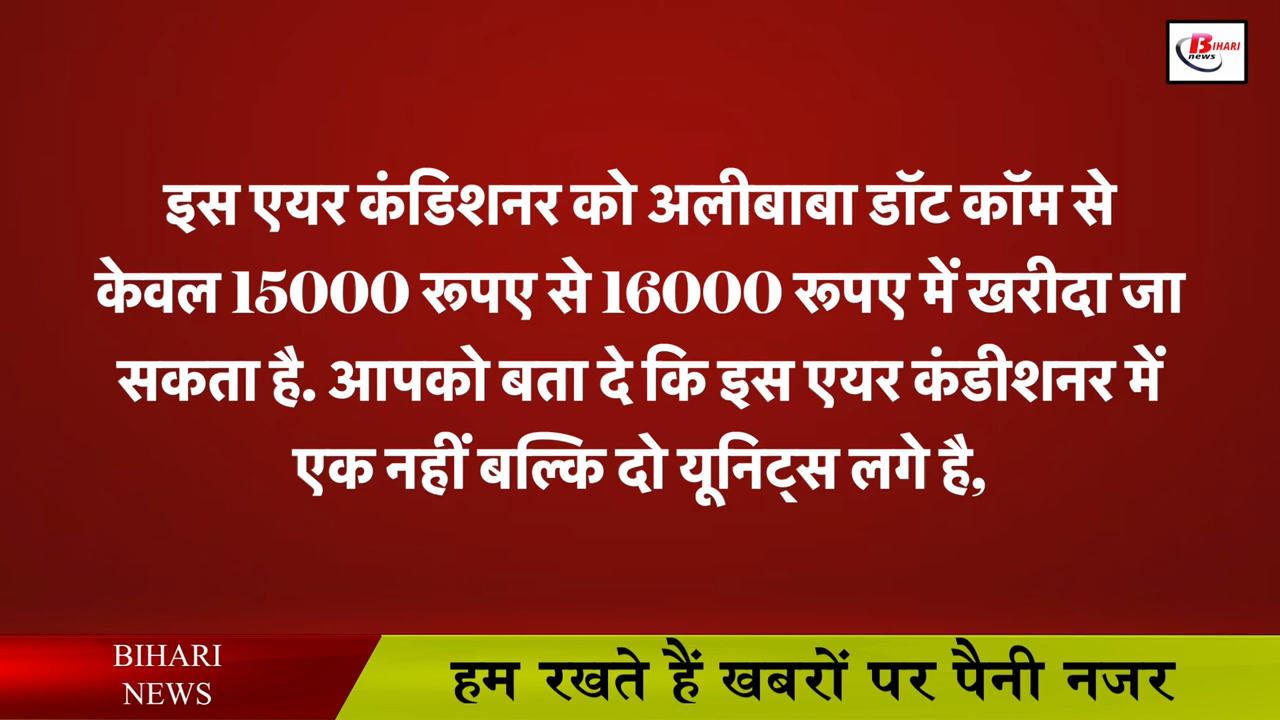 BIHARI
news
इस एयर कंडिशनर को अलीबाबा डॉट कॉम से
केवल 15000 रूपए से 16000 रूपए में खरीदा जा
सकता है. आपको बता दे कि इस एयर कंडीशनर में
एक नहीं बल्कि दो यूनिट्स लगे है,
BIHARI
NEWS
हम रखते हैं खबरों पर पैनी नजर